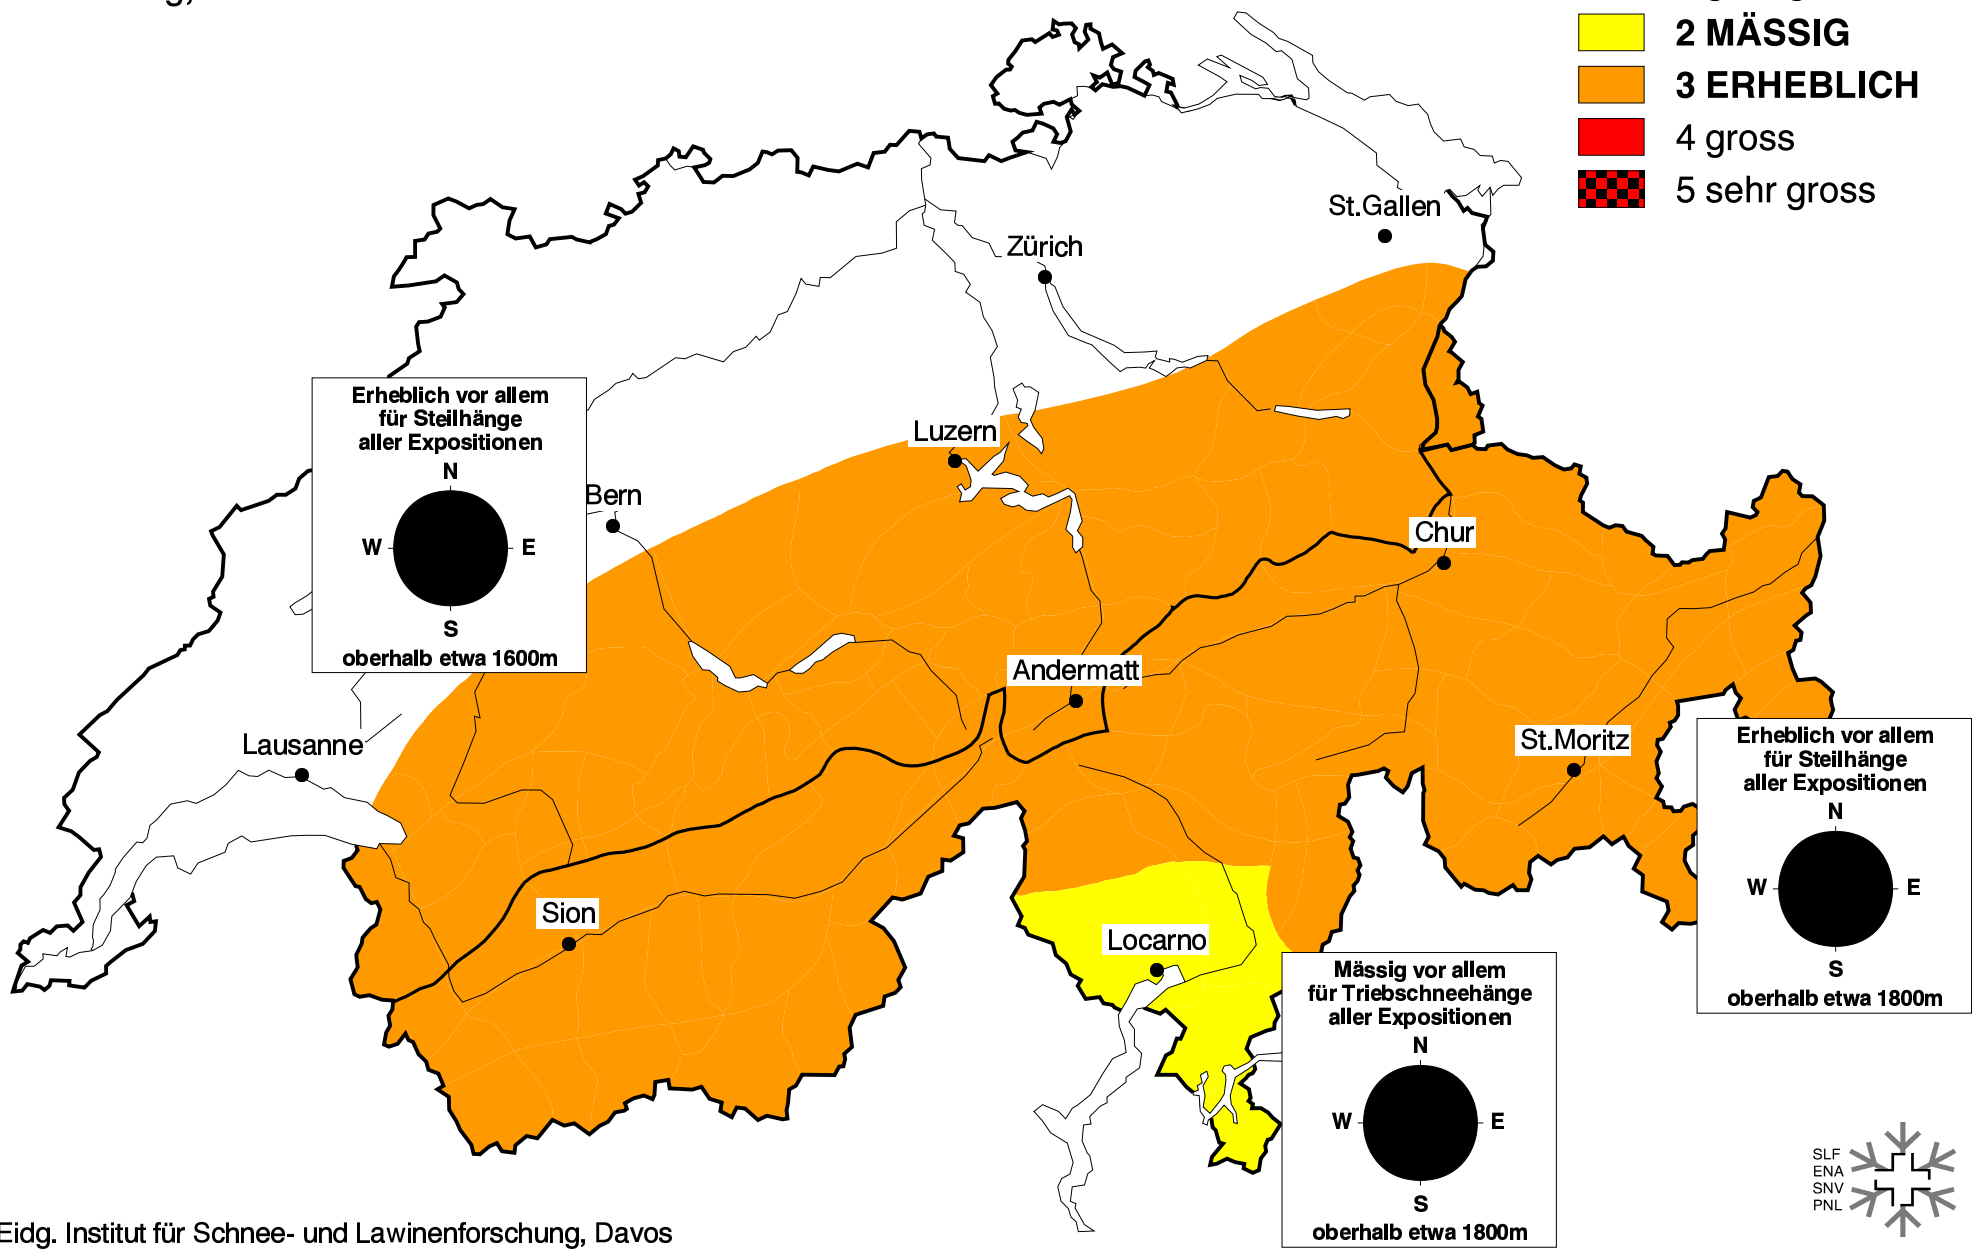 2 MÄSSIG
3 ERHEBLICH
4 gross
5 sehr gross
St.Gallen
Zürich
Erheblich vor allem
für Steilhänge
aller Expositionen
N
W E
S
oberhalb etwa 1600m
Luzern
Bern
Chur
Andermatt
Lausanne
St.Moritz
Erheblich vor allem
für Steilhänge
aller Expositionen
N
W E
S
oberhalb etwa 1800m
Sion
Locarno
Mässig vor allem
für Triebschneehänge
aller Expositionen
N
W E
S
oberhalb etwa 1800m
SLF
ENA
SNV
PNL
Eidg. Institut für Schnee- und Lawinenforschung, Davos